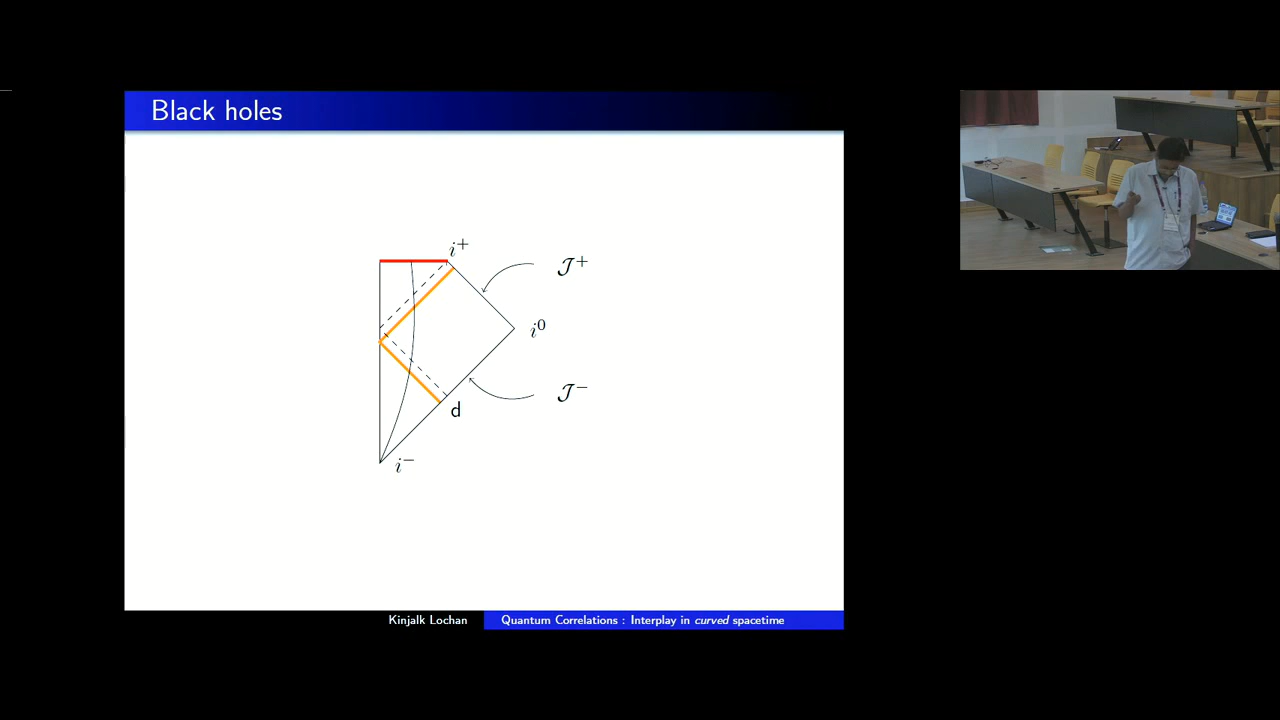 Black holes
i⁺
𝒥⁺
i⁰
𝒥⁻
d
i⁻
Kinjalk Lochan
Quantum Correlations : Interplay in curved spacetime